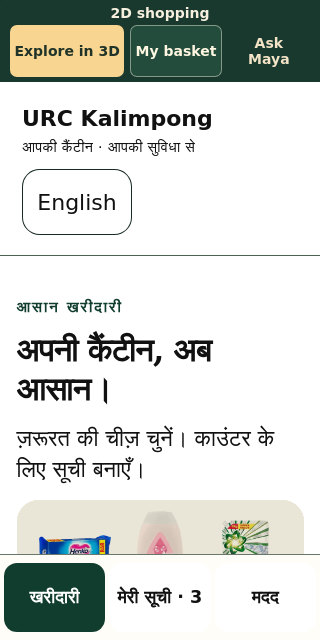 2D shopping
Explore in 3D
My basket
Ask
Maya
URC Kalimpong
आपकी कैंटीन · आपकी सुविधा से
English
आसान खरीदारी
अपनी कैंटीन, अब
आसान।
ज़रूरत की चीज़ चुनें। काउंटर के
लिए सूची बनाएँ।
खरीदारी
मेरी सूची · 3
मदद